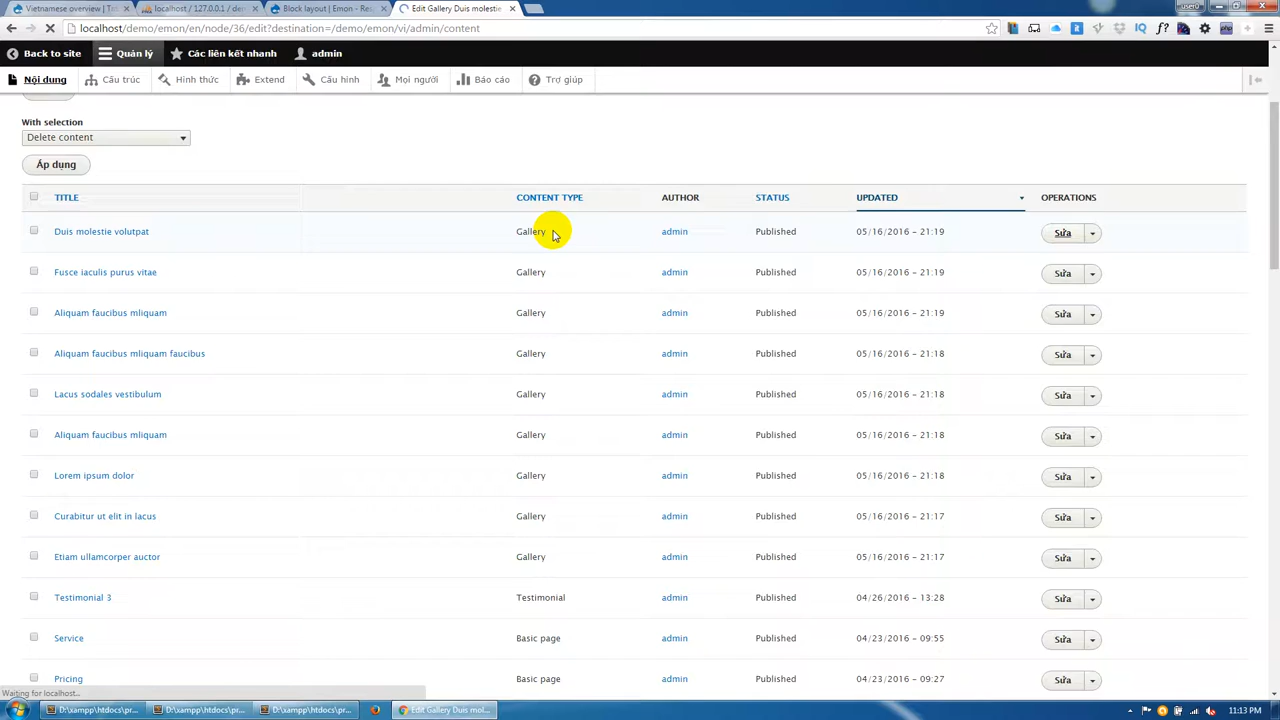 Vietnamese overview | Tel
localhost / 127.0.0.1 / dem
Block layout | Emon - Resp
Edit Gallery Duis molestie
user0
localhost/demo/emon/en/node/36/edit?destination=/demo/emon/vi/admin/content
Back to site
Quản lý
Các liên kết nhanh
admin
Nội dung
Cấu trúc
Hình thức
Extend
Cấu hình
Mọi người
Báo cáo
Trợ giúp
With selection
Delete content
Áp dụng
TITLE CONTENT TYPE AUTHOR STATUS UPDATED OPERATIONS
Duis molestie volutpat Gallery admin Published 05/16/2016 - 21:19 Sửa
Fusce iaculis purus vitae Gallery admin Published 05/16/2016 - 21:19 Sửa
Aliquam faucibus mliquam Gallery admin Published 05/16/2016 - 21:19 Sửa
Aliquam faucibus mliquam faucibus Gallery admin Published 05/16/2016 - 21:18 Sửa
Lacus sodales vestibulum Gallery admin Published 05/16/2016 - 21:18 Sửa
Aliquam faucibus mliquam Gallery admin Published 05/16/2016 - 21:18 Sửa
Lorem ipsum dolor Gallery admin Published 05/16/2016 - 21:18 Sửa
Curabitur ut elit in lacus Gallery admin Published 05/16/2016 - 21:17 Sửa
Etiam ullamcorper auctor Gallery admin Published 05/16/2016 - 21:17 Sửa
Testimonial 3 Testimonial admin Published 04/26/2016 - 13:28 Sửa
Service Basic page admin Published 04/23/2016 - 09:55 Sửa
Pricing Basic page admin Published 04/23/2016 - 09:27 Sửa
Waiting for localhost...
D:\xampp\htdocs\pr...
D:\xampp\htdocs\pr...
D:\xampp\htdocs\pr...
Edit Gallery Duis mol...
11:13 PM